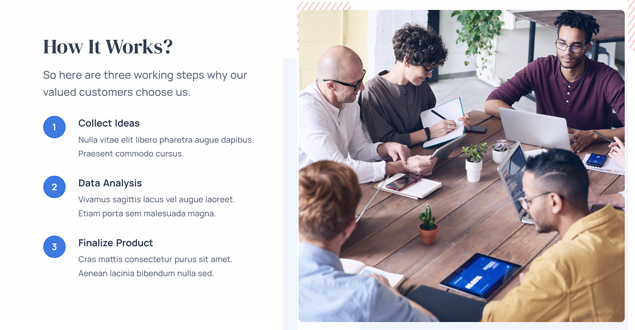 How It Works?
So here are three working steps why our
valued customers choose us.
1
Collect Ideas
Nulla vitae elit libero pharetra augue dapibus.
Praesent commodo cursus.
2
Data Analysis
Vivamus sagittis lacus vel augue laoreet.
Etiam porta sem malesuada magna.
3
Finalize Product
Cras mattis consectetur purus sit amet.
Aenean lacinia bibendum nulla sed.